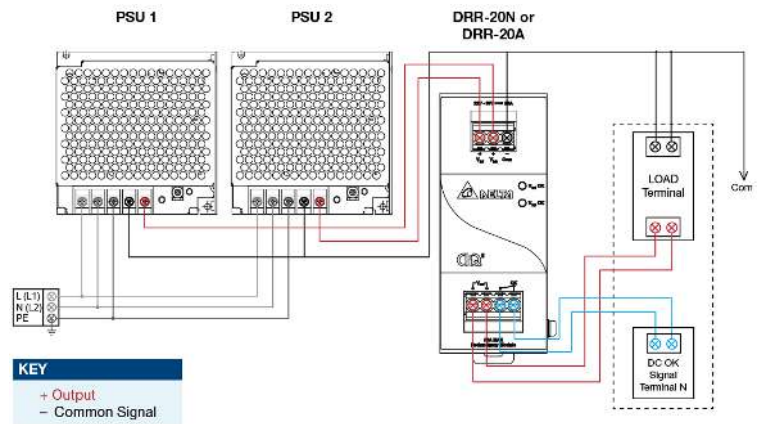 PSU 1
PSU 2
DRR-20N or
DRR-20A
DELTA
LOAD
Terminal
Com
L (L1)
N (L2)
PE
DC OK
Signal
Terminal N
KEY
+ Output
– Common Signal